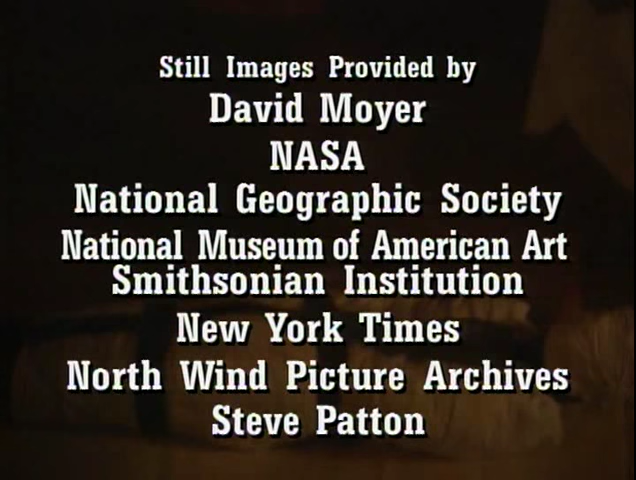 Still Images Provided by
David Moyer
NASA
National Geographic Society
National Museum of American Art
Smithsonian Institution
New York Times
North Wind Picture Archives
Steve Patton